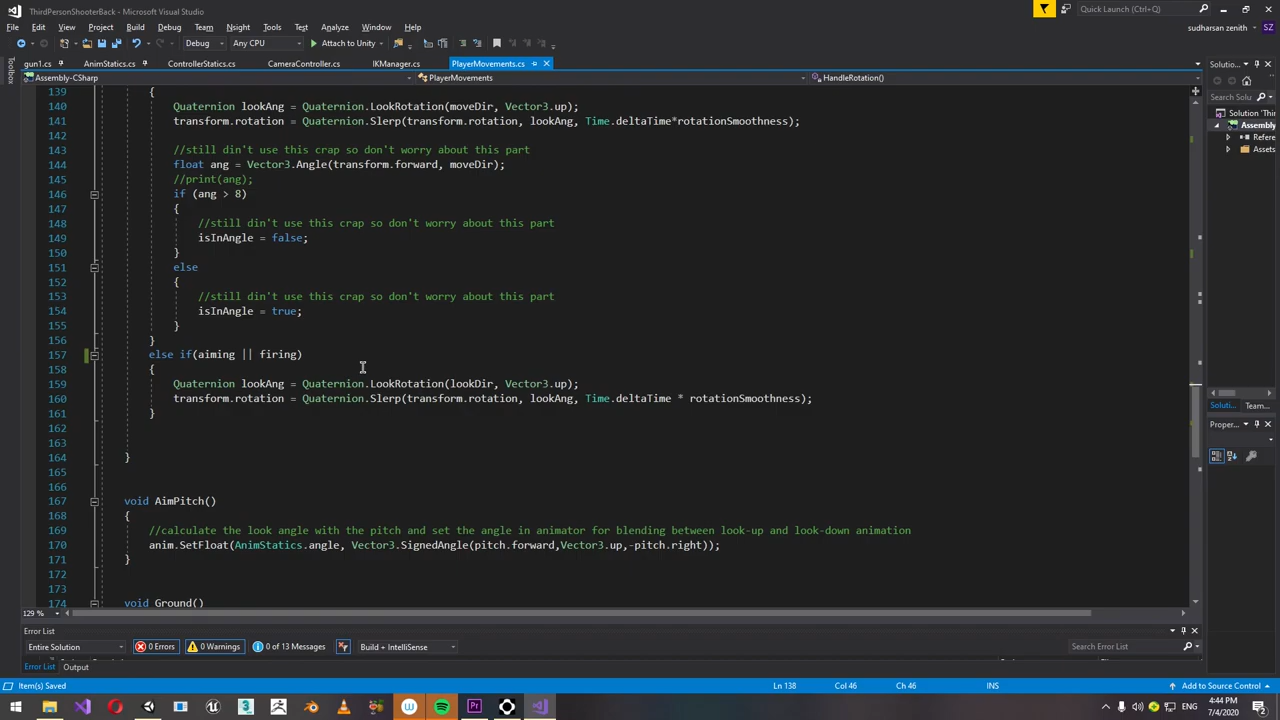 ThirdPersonShooterBack - Microsoft Visual Studio
Quick Launch (Ctrl+Q)
File Edit View Project Build Debug Team Nsight Tools Test Analyze Window Help
sudharsan zenith SZ
Debug Any CPU Attach to Unity
Toolbox
gun1.cs AnimStatics.cs ControllerStatics.cs CameraController.cs IKManager.cs PlayerMovements.cs
Assembly-CSharp PlayerMovements HandleRotation()
139 {
140 Quaternion lookAng = Quaternion.LookRotation(moveDir, Vector3.up);
141 transform.rotation = Quaternion.Slerp(transform.rotation, lookAng, Time.deltaTime*rotationSmoothness);
142
143 //still din't use this crap so don't worry about this part
144 float ang = Vector3.Angle(transform.forward, moveDir);
145 //print(ang);
146 if (ang > 8)
147 {
148 //still din't use this crap so don't worry about this part
149 isInAngle = false;
150 }
151 else
152 {
153 //still din't use this crap so don't worry about this part
154 isInAngle = true;
155 }
156 }
157 else if(aiming || firing)
158 {
159 Quaternion lookAng = Quaternion.LookRotation(lookDir, Vector3.up);
160 transform.rotation = Quaternion.Slerp(transform.rotation, lookAng, Time.deltaTime * rotationSmoothness);
161 }
162
163
164 }
165
166
167 void AimPitch()
168 {
169 //calculate the look angle with the pitch and set the angle in animator for blending between look-up and look-down animation
170 anim.SetFloat(AnimStatics.angle, Vector3.SignedAngle(pitch.forward,Vector3.up,-pitch.right));
171 }
172
173
174 void Ground()
129 %
Solution...
Search Solu
Solution 'Thi
Assembly
Refere
Assets
Soluti... Team...
Proper...
Error List
Entire Solution 0 Errors 0 Warnings 0 of 13 Messages Build + IntelliSense Search Error List
Error List Output
Item(s) Saved Ln 138 Col 46 Ch 46 INS Add to Source Control
ENG 4:44 PM
7/4/2020